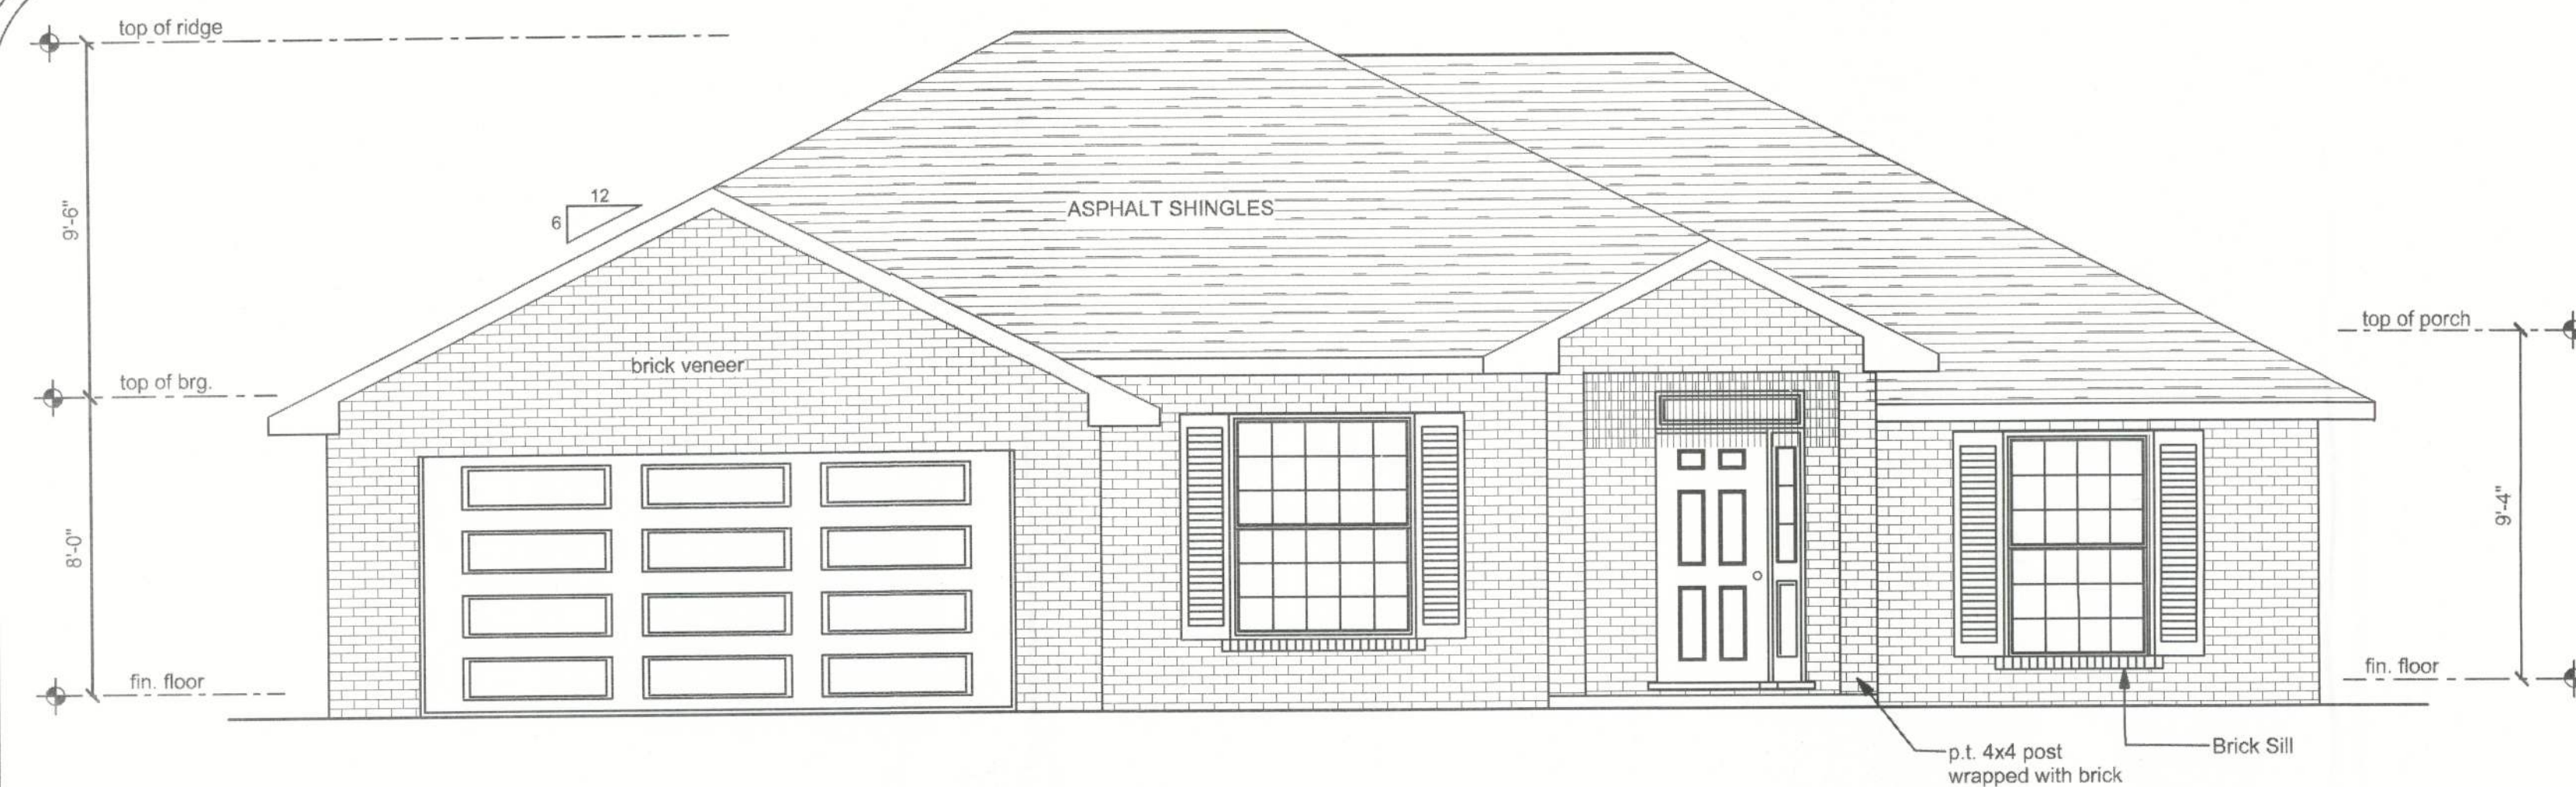 top of ridge
12
6
9'-6"
ASPHALT SHINGLES
top of porch
brick veneer
top of brg.
9'-4"
8'-0"
fin. floor
fin. floor
p.t. 4x4 post
wrapped with brick
Brick Sill